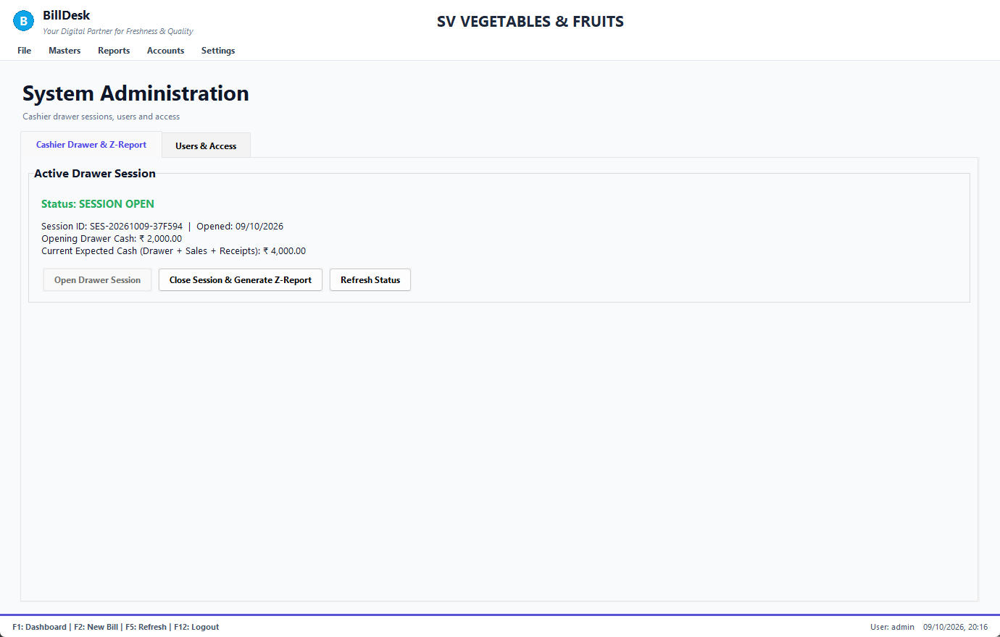 B
BillDesk
Your Digital Partner for Freshness & Quality
SV VEGETABLES & FRUITS
File Masters Reports Accounts Settings
System Administration
Cashier drawer sessions, users and access
Cashier Drawer & Z-Report Users & Access
Active Drawer Session
Status: SESSION OPEN
Session ID: SES-20261009-37F594 | Opened: 09/10/2026
Opening Drawer Cash: ₹ 2,000.00
Current Expected Cash (Drawer + Sales + Receipts): ₹ 4,000.00
Open Drawer Session Close Session & Generate Z-Report Refresh Status
F1: Dashboard | F2: New Bill | F5: Refresh | F12: Logout User: admin 09/10/2026, 20:16